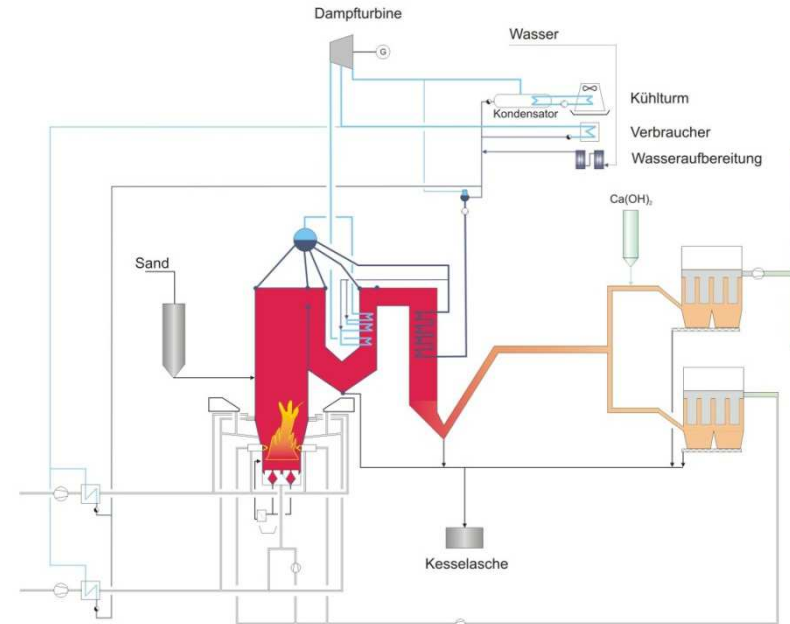 Dampfturbine
G
Wasser
Kühlturm
Kondensator
Verbraucher
Wasseraufbereitung
Ca(OH)₂
Sand
Kesselasche